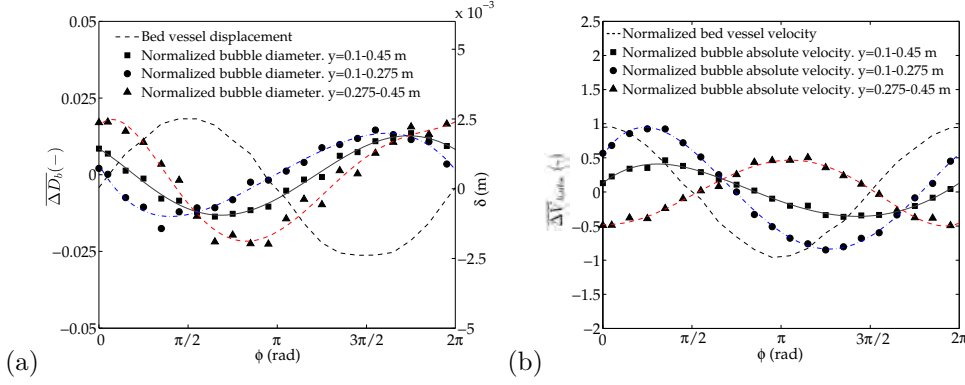 (a)
0.05
0.025
0
-0.025
-0.05
x 10⁻³
2.5
0
−2.5
−5
Bed vessel displacement
Normalized bubble diameter. y=0.1-0.45 m
Normalized bubble diameter. y=0.1-0.275 m
Normalized bubble diameter. y=0.275-0.45 m
ΔD_b(−)
δ (m)
0 π/2 π 3π/2 2π
ϕ (rad)
(b)
2.5
2
1.5
1
0.5
0
−0.5
−1
−1.5
−2
Normalized bed vessel velocity
Normalized bubble absolute velocity. y=0.1-0.45 m
Normalized bubble absolute velocity. y=0.1-0.275 m
Normalized bubble absolute velocity. y=0.275-0.45 m
0 π π 3π/2 2π
ϕ (rad)